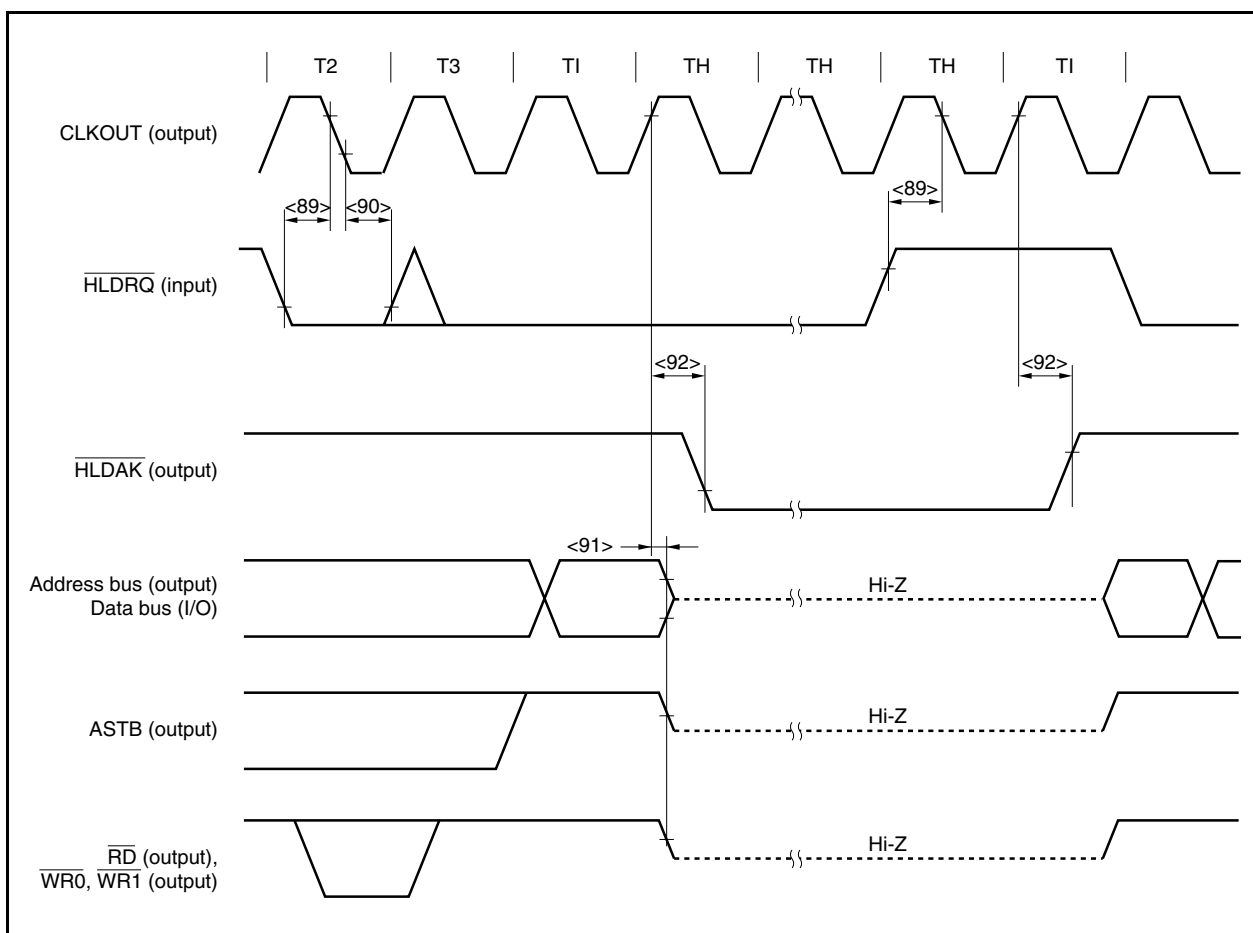 T2 T3 TI TH TH TH TI
CLKOUT (output)
<89> <90> <89>
HLDRQ (input)
<92> <92>
HLDAK (output)
<91>
Address bus (output)
Data bus (I/O)
Hi-Z
ASTB (output)
Hi-Z
RD (output),
WR0, WR1 (output)
Hi-Z